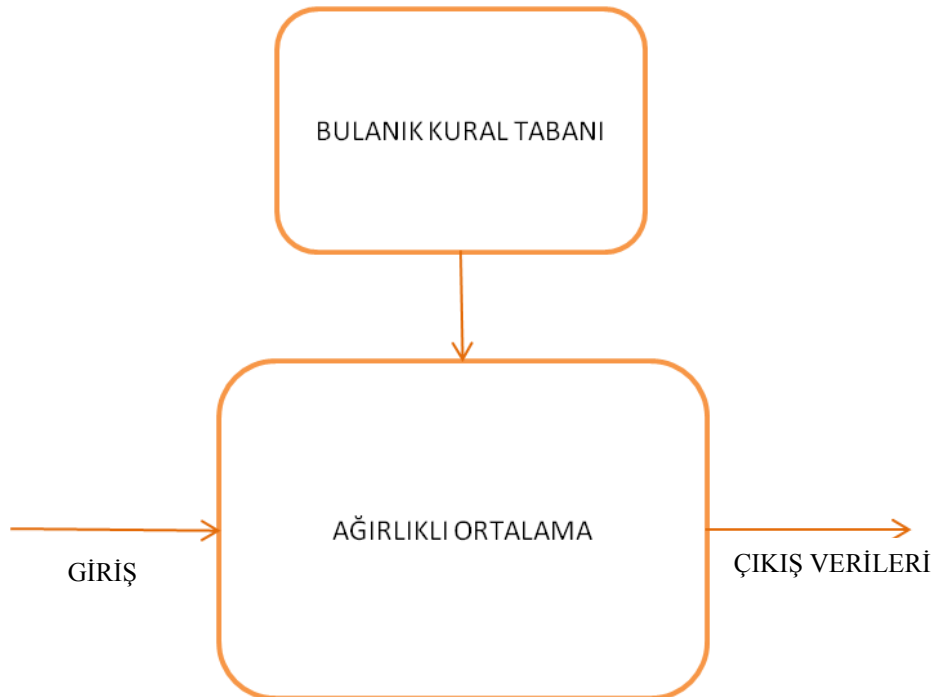 BULANIK KURAL TABANI
AĞIRLIKLI ORTALAMA
GİRİŞ
ÇIKIŞ VERİLERİ